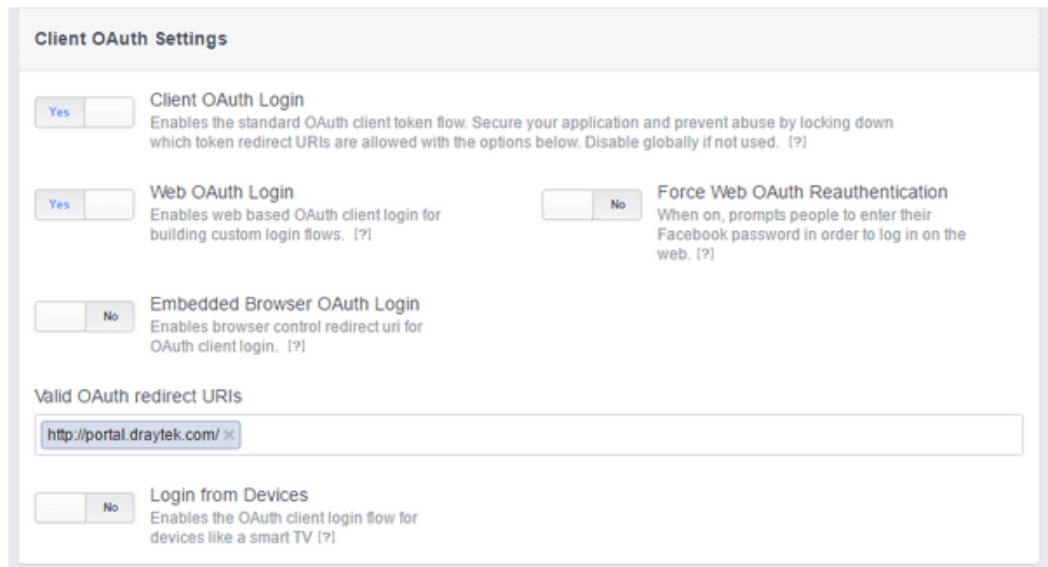 Client OAuth Settings
Yes
Client OAuth Login
Enables the standard OAuth client token flow. Secure your application and prevent abuse by locking down
which token redirect URIs are allowed with the options below. Disable globally if not used. [?]
Yes
Web OAuth Login
Enables web based OAuth client login for
building custom login flows. [?]
No
Force Web OAuth Reauthentication
When on, prompts people to enter their
Facebook password in order to log in on the
web. [?]
No
Embedded Browser OAuth Login
Enables browser control redirect uri for
OAuth client login. [?]
Valid OAuth redirect URIs
http://portal.draytek.com/ ×
No
Login from Devices
Enables the OAuth client login flow for
devices like a smart TV [?]